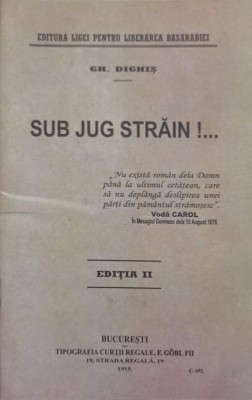 EDITURA LIGEI PENTRU LIBERAREA BASARABIEI
GH. DIGHIȘ
SUB JUG STRĂIN !...
„Nu există român dela Domn
până la ultimul cetățean, care
să nu deplângă deslipirea unei
părți din pământul strămoșesc”.
Vodă CAROL
În Mesagiul Domnesc dela 15 August 1878.
EDIȚIA II
BUCUREȘTI
TIPOGRAFIA CURȚII REGALE, F. GÖBL FII
19, STRADA REGALĂ, 19
1915.
C. 692.